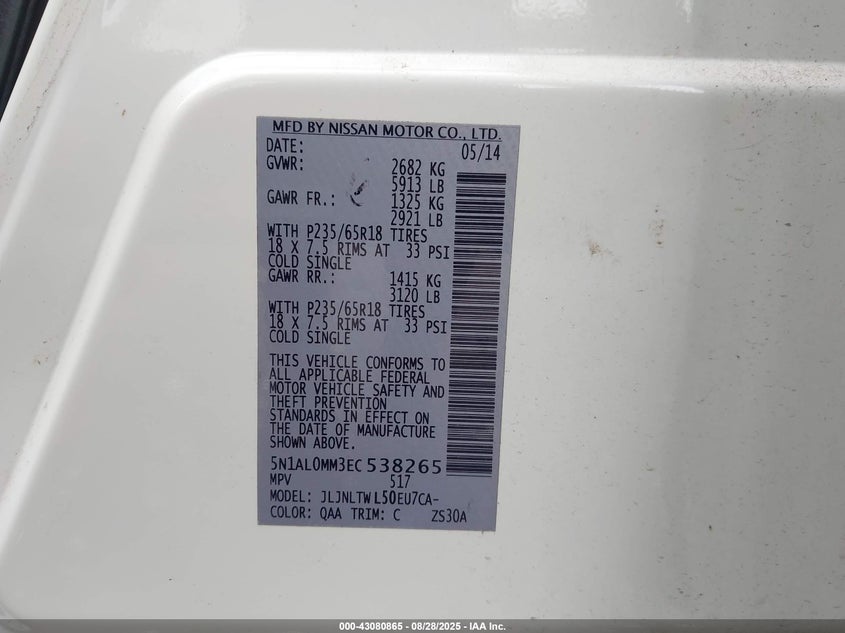 MFD BY NISSAN MOTOR CO., LTD.
DATE: 05/14
GVWR: 2682 KG
5913 LB
GAWR FR.: 1325 KG
2921 LB
WITH P235/65R18 TIRES
18 X 7.5 RIMS AT 33 PSI
COLD SINGLE
GAWR RR.: 1415 KG
3120 LB
WITH P235/65R18 TIRES
18 X 7.5 RIMS AT 33 PSI
COLD SINGLE
THIS VEHICLE CONFORMS TO
ALL APPLICABLE FEDERAL
MOTOR VEHICLE SAFETY AND
THEFT PREVENTION
STANDARDS IN EFFECT ON
THE DATE OF MANUFACTURE
SHOWN ABOVE.
5N1AL0MM3EC538265
MPV 517
MODEL: JLJNLTWL50EU7CA-
COLOR: QAA TRIM: C ZS30A
000-43080865 - 08/28/2025 - IAA Inc.